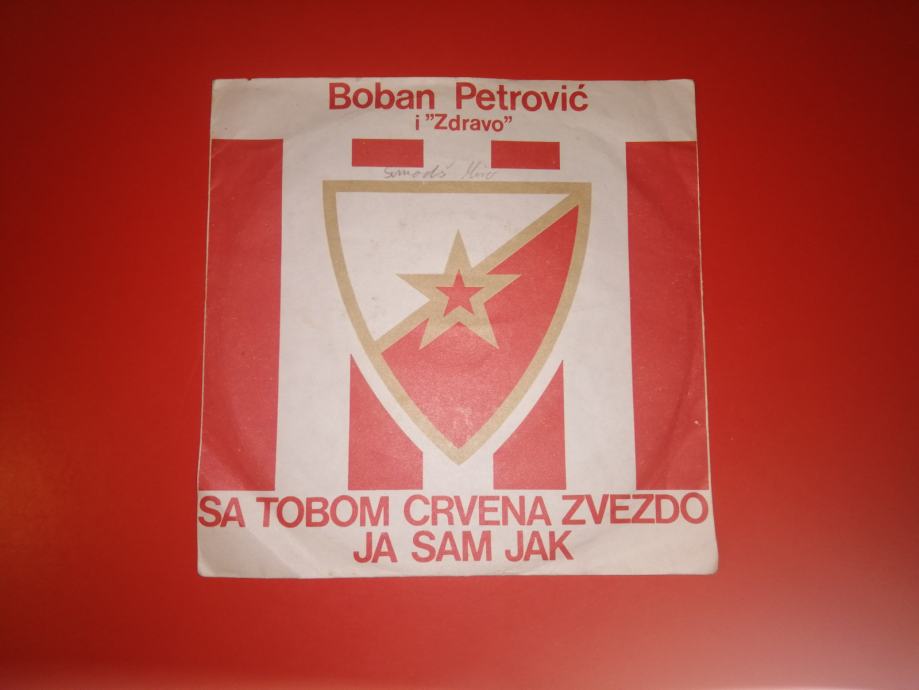 Boban Petrović
i "Zdravo"
SA TOBOM CRVENA ZVEZDO
JA SAM JAK